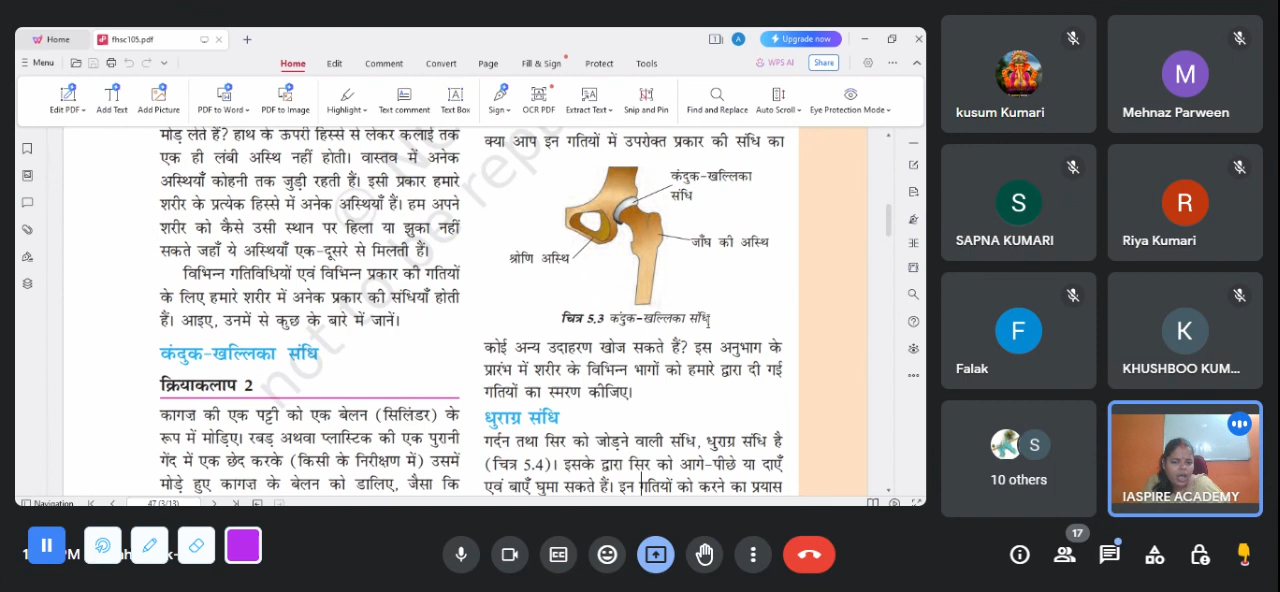 Home
fhsc105.pdf
A
Upgrade now
Menu
Home
Edit
Comment
Convert
Page
Fill & Sign
Protect
Tools
WPS AI
Share
Edit PDF
Add Text
Add Picture
PDF to Word
PDF to Image
Highlight
Text comment
Text Box
Sign
OCR PDF
Extract Text
Snip and Pin
Find and Replace
Auto Scroll
Eye Protection Mode
मोड़ लेते हैं? हाथ के ऊपरी हिस्से से लेकर कलाई तक
एक ही लंबी अस्थि नहीं होती। वास्तव में अनेक
अस्थियाँ कोहनी तक जुड़ी रहती हैं। इसी प्रकार हमारे
शरीर के प्रत्येक हिस्से में अनेक अस्थियाँ हैं। हम अपने
शरीर को कैसे उसी स्थान पर हिला या झुका नहीं
सकते जहाँ ये अस्थियाँ एक-दूसरे से मिलती हैं।
विभिन्न गतिविधियों एवं विभिन्न प्रकार की गतियों
के लिए हमारे शरीर में अनेक प्रकार की संधियाँ होती
हैं। आइए, उनमें से कुछ के बारे में जानें।
कंदुक-खल्लिका संधि
क्रियाकलाप 2
कागज़ की एक पट्टी को एक बेलन (सिलिंडर) के
रूप में मोड़िए। रबड़ अथवा प्लास्टिक की एक पुरानी
गेंद में एक छेद करके (किसी के निरीक्षण में) उसमें
मोड़े हुए कागज़ के बेलन को डालिए, जैसा कि
क्या आप इन गतियों में उपरोक्त प्रकार की संधि का
कंदुक-खल्लिका
संधि
जाँघ की अस्थि
श्रोणि अस्थि
चित्र 5.3 कंदुक-खल्लिका संधि
कोई अन्य उदाहरण खोज सकते हैं? इस अनुभाग के
प्रारंभ में शरीर के विभिन्न भागों को हमारे द्वारा दी गई
गतियों का स्मरण कीजिए।
धुराग्र संधि
गर्दन तथा सिर को जोड़ने वाली संधि, धुराग्र संधि है
(चित्र 5.4)। इसके द्वारा सिर को आगे-पीछे या दाएँ
एवं बाएँ घुमा सकते हैं। इन गतियों को करने का प्रयास
not to be
Navigation
47 (3/13)
kusum Kumari
M
Mehnaz Parween
S
SAPNA KUMARI
R
Riya Kumari
F
Falak
K
KHUSHBOO KUM...
S
10 others
IASPIRE ACADEMY
PM
17